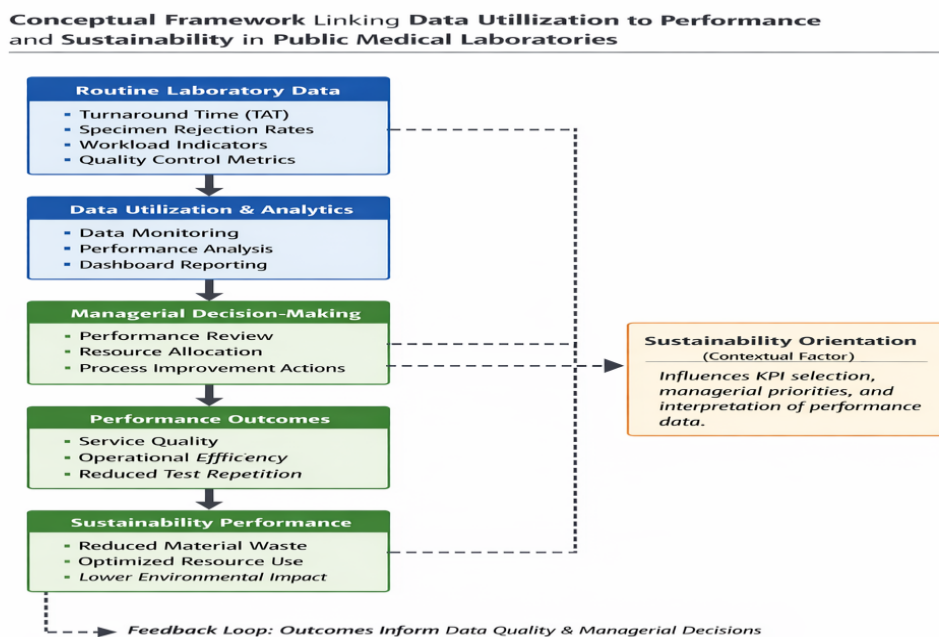 Conceptual Framework Linking Data Utillization to Performance
and Sustainability in Public Medical Laboratories
Routine Laboratory Data
- Turnaround Time (TAT)
- Specimen Rejection Rates
- Workload Indicators
- Quality Control Metrics
Data Utilization & Analytics
- Data Monitoring
- Performance Analysis
- Dashboard Reporting
Managerial Decision-Making
- Performance Review
- Resource Allocation
- Process Improvement Actions
Performance Outcomes
- Service Quality
- Operational Efficiency
- Reduced Test Repetition
Sustainability Performance
- Reduced Material Waste
- Optimized Resource Use
- Lower Environmental Impact
Sustainability Orientation
(Contextual Factor)
Influences KPI selection,
managerial priorities, and
interpretation of performance
data.
Feedback Loop: Outcomes Inform Data Quality & Managerial Decisions